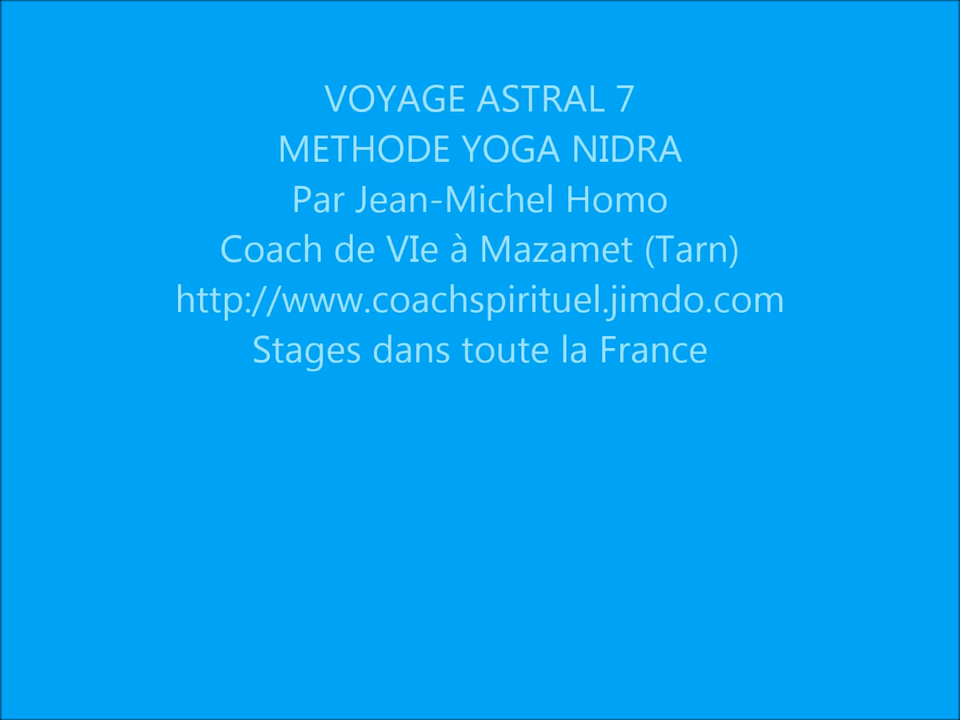 VOYAGE ASTRAL 7
METHODE YOGA NIDRA
Par Jean-Michel Homo
Coach de VIe à Mazamet (Tarn)
http://www.coachspirituel.jimdo.com
Stages dans toute la France